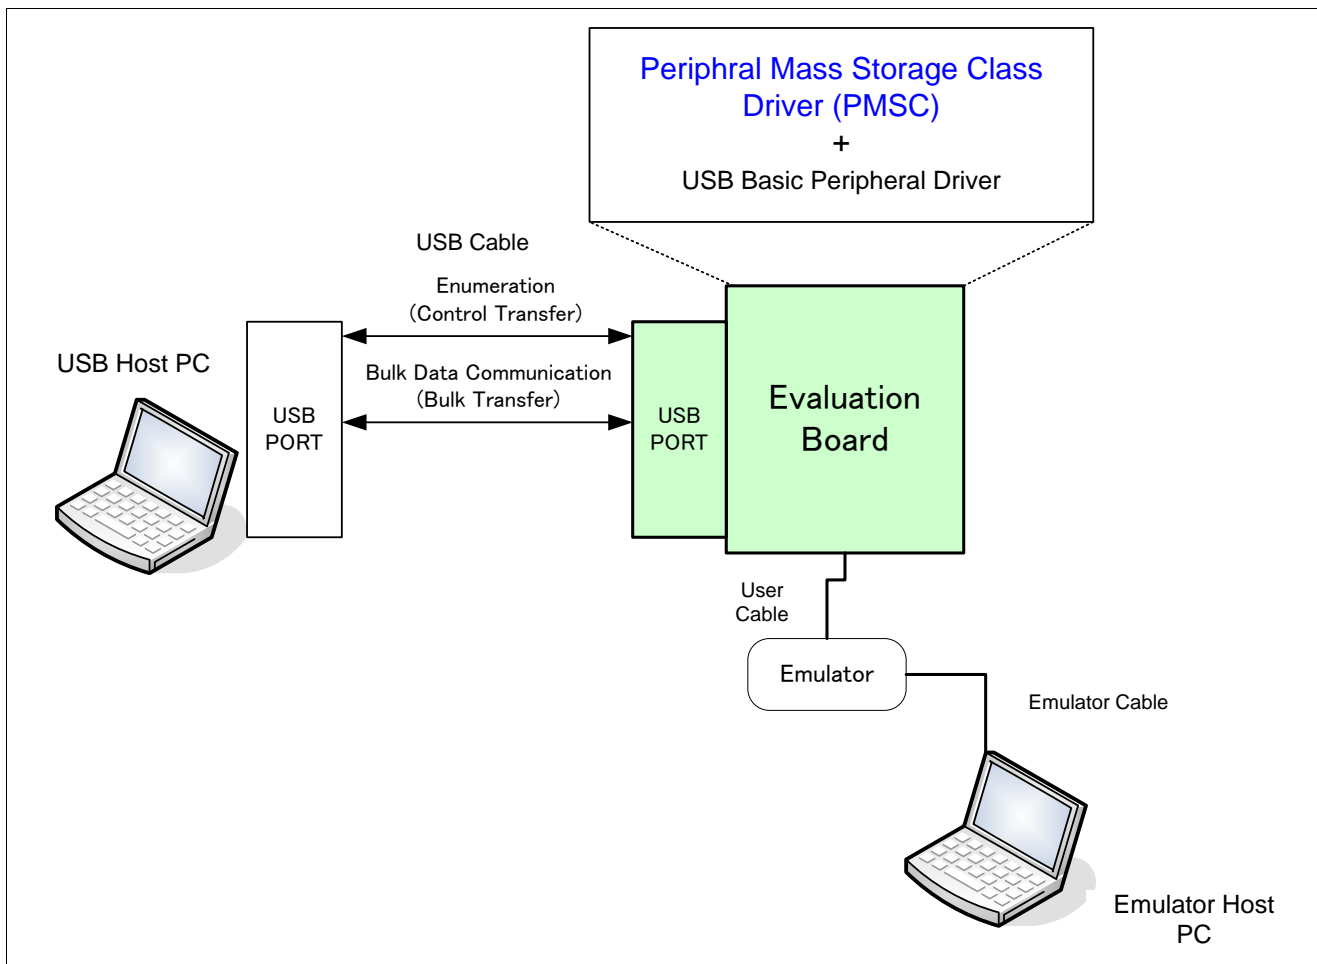 Periphral Mass Storage Class
Driver (PMSC)
+
USB Basic Peripheral Driver
USB Cable
Enumeration
(Control Transfer)
USB Host PC
Bulk Data Communication
(Bulk Transfer)
USB
PORT
USB
PORT
Evaluation
Board
User
Cable
Emulator
Emulator Cable
Emulator Host
PC